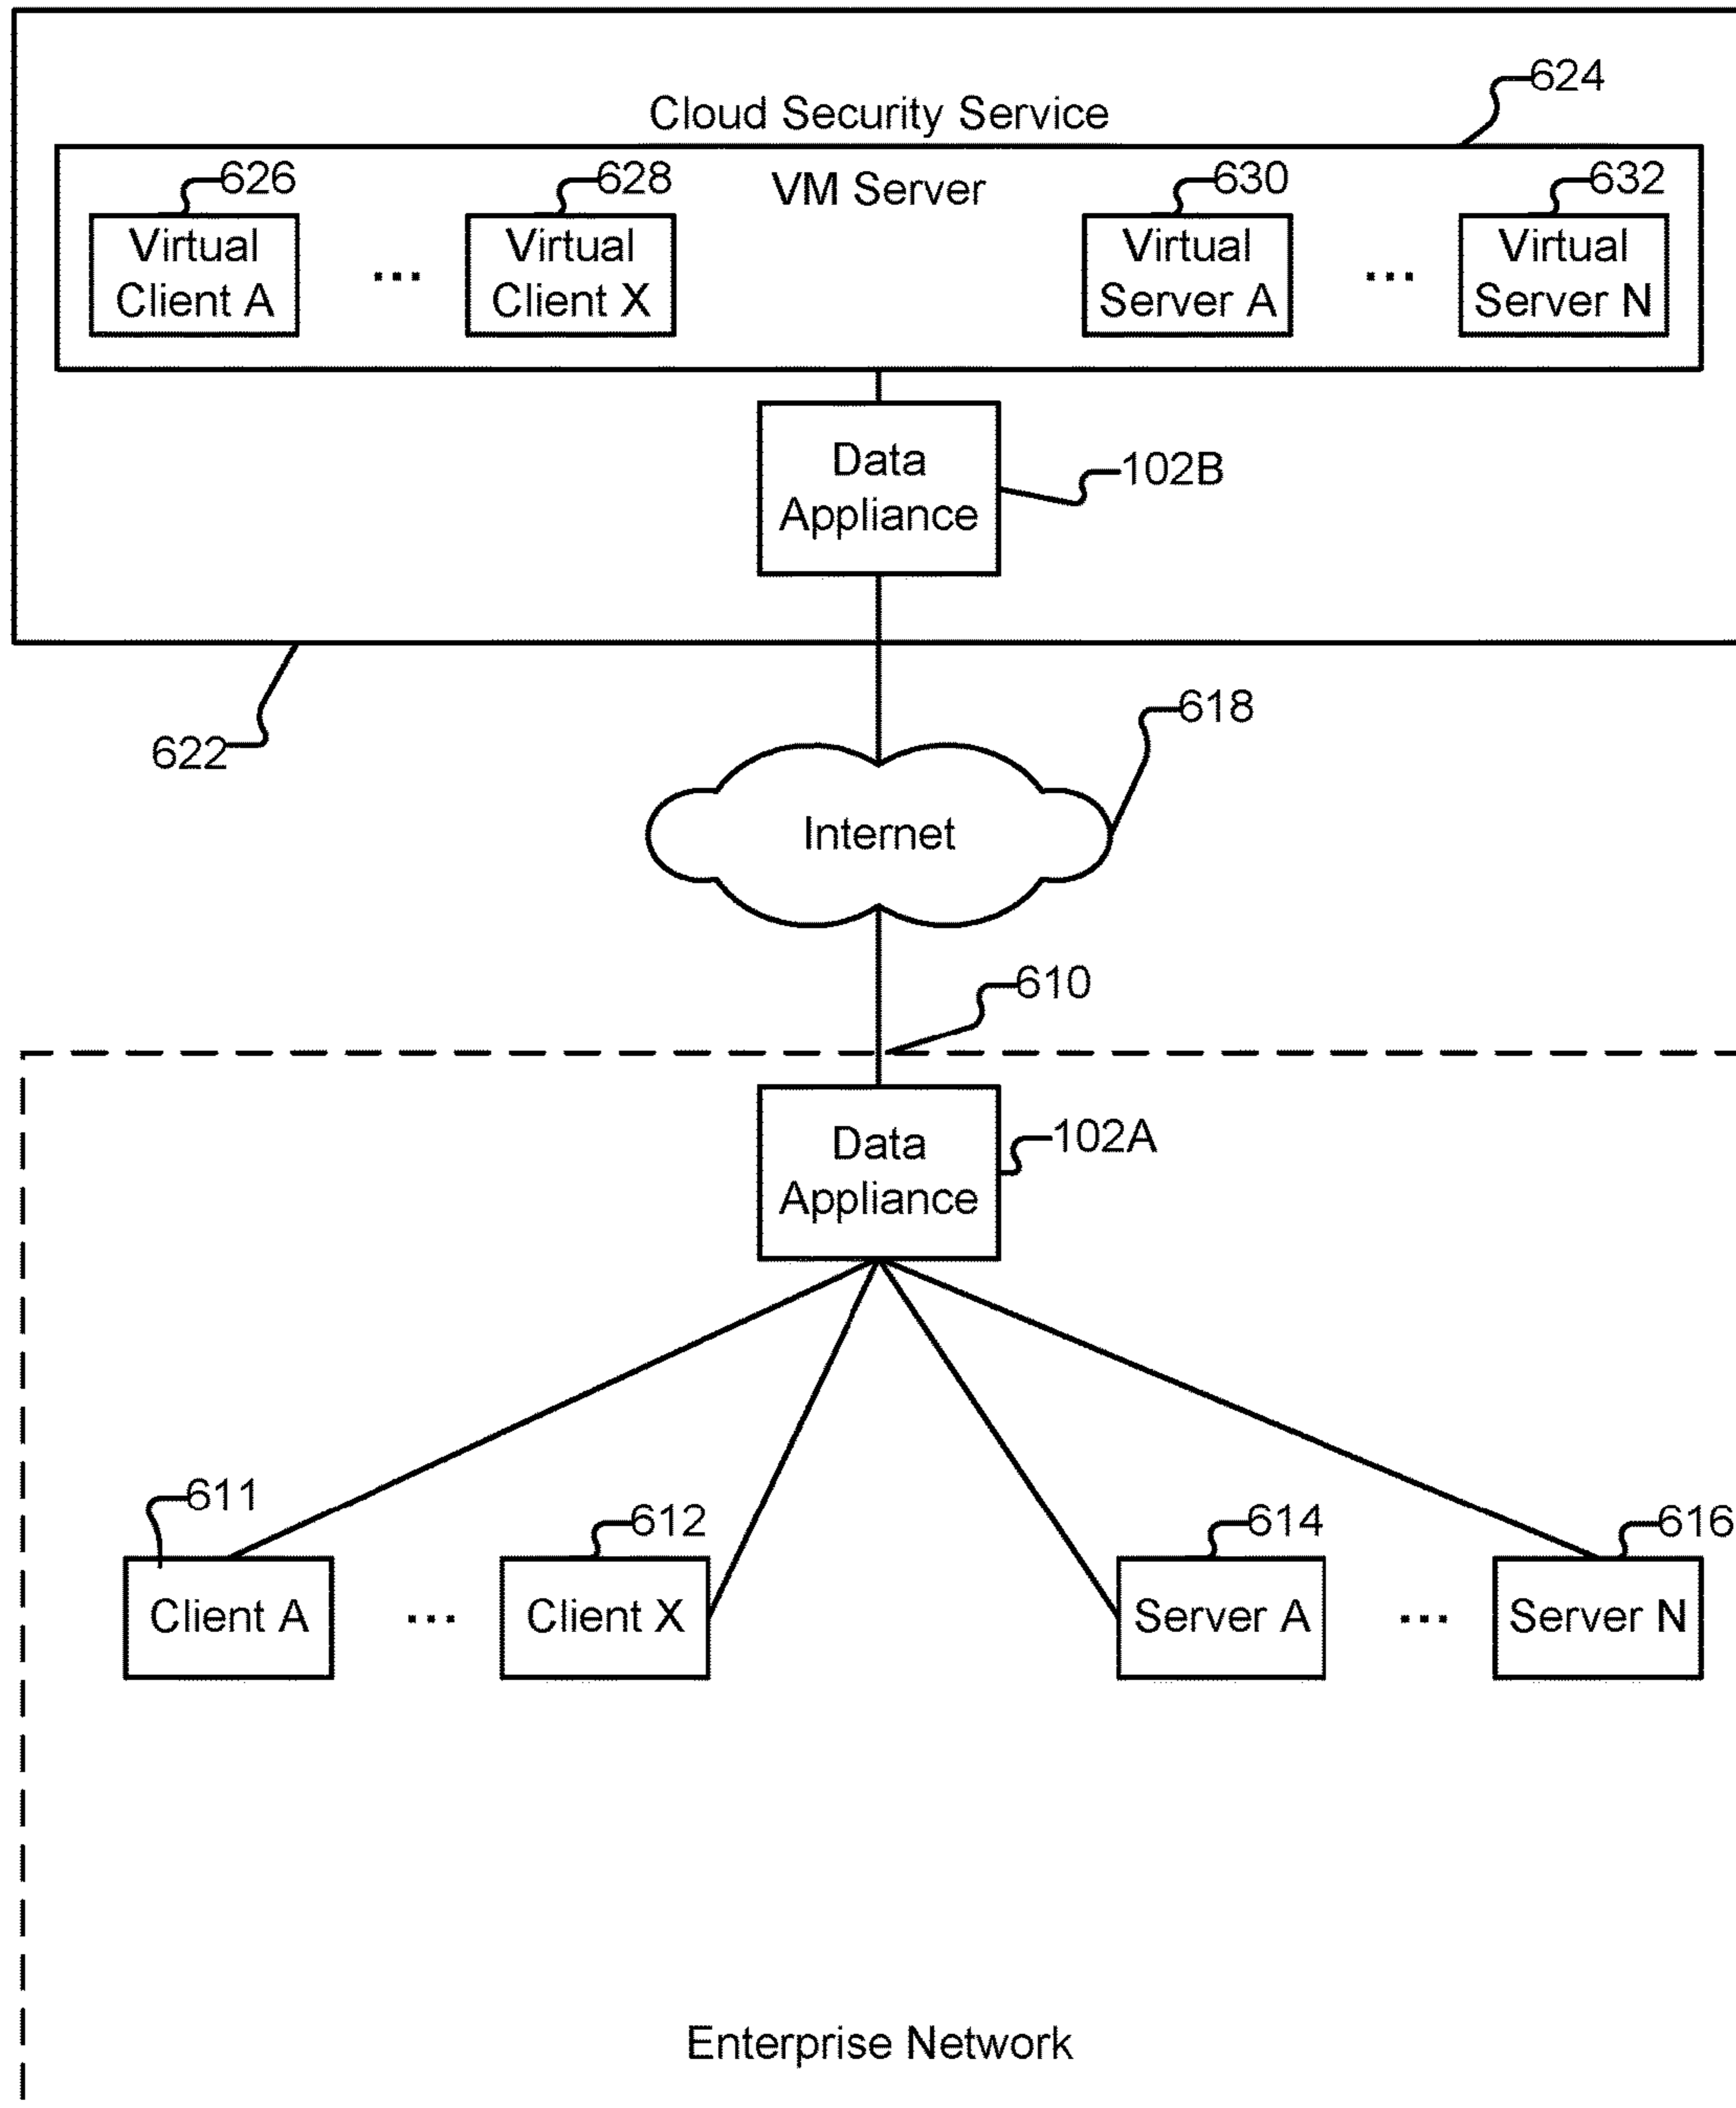 624
Cloud Security Service
626
628
VM Server
630
632
Virtual
Client A
...
Virtual
Client X
Virtual
Server A
...
Virtual
Server N
Data
Appliance
102B
622
618
Internet
610
Data
Appliance
102A
611
612
614
616
Client A
...
Client X
Server A
...
Server N
Enterprise Network